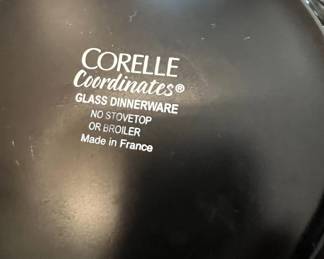 CORELLE
Coordinates®
GLASS DINNERWARE
NO STOVETOP
OR BROILER
Made in France